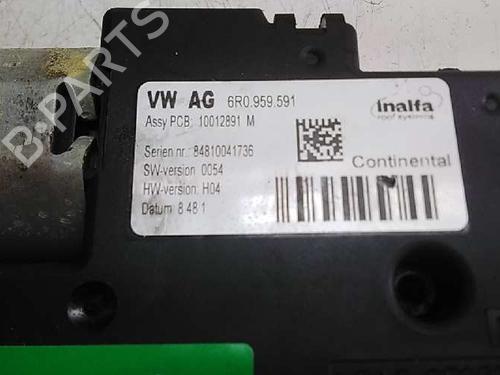 VW AG 6R0.959.591
inalfa
roof systems
Assy PCB: 10012891 M
Serien nr.: 84810041736
Continental
SW-version 0054
HW-version: H04
Datum 8 48 1
B-PARTS